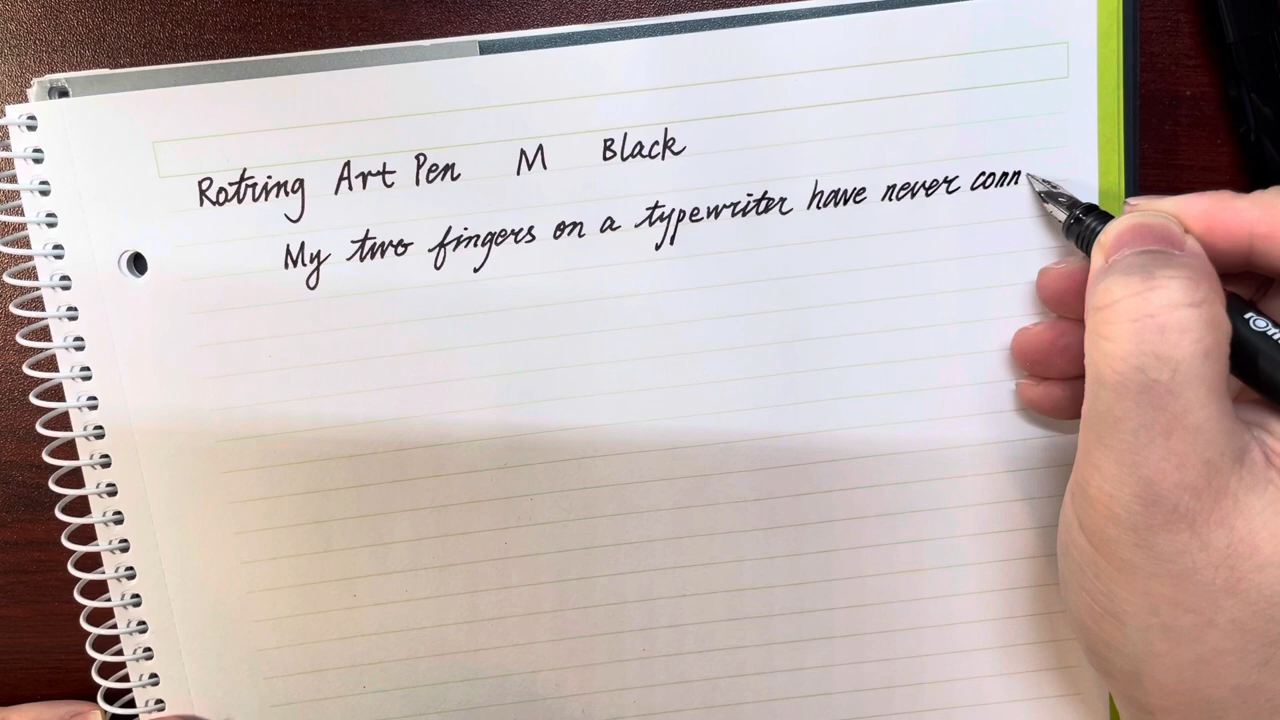 Rotring Art Pen M Black
My two fingers on a typewriter have never conn